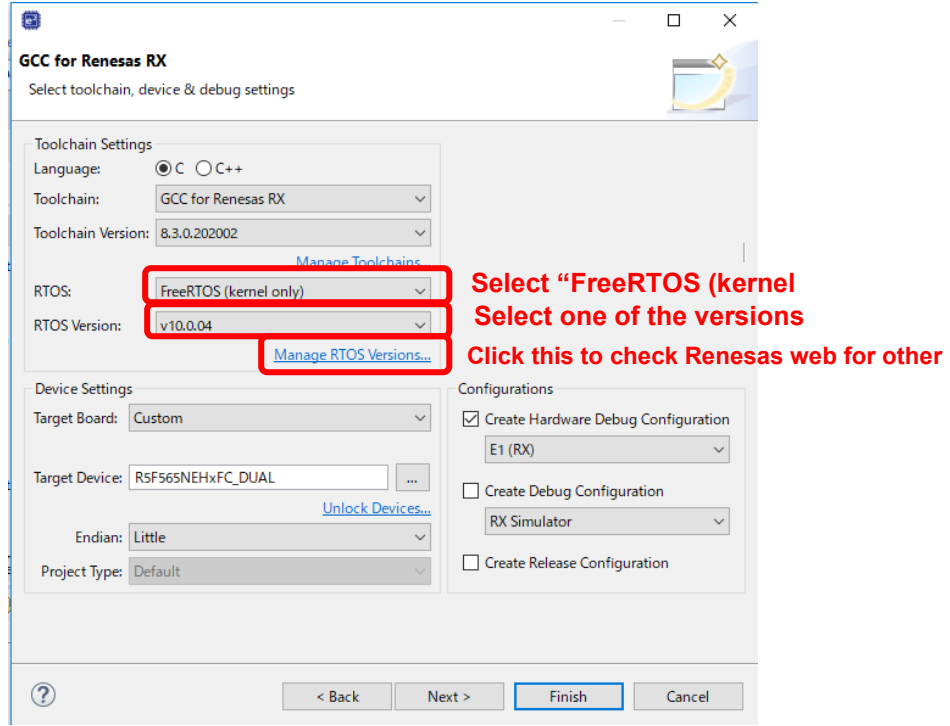 GCC for Renesas RX
Select toolchain, device & debug settings
Toolchain Settings
Language: C C++
Toolchain: GCC for Renesas RX
Toolchain Version: 8.3.0.202002
Manage Toolchains...
RTOS: FreeRTOS (kernel only)
Select “FreeRTOS (kernel
RTOS Version: v10.0.04
Select one of the versions
Manage RTOS Versions...
Click this to check Renesas web for other
Device Settings
Target Board: Custom
Target Device: R5F565NEHxFC_DUAL ...
Unlock Devices...
Endian: Little
Project Type: Default
Configurations
Create Hardware Debug Configuration
E1 (RX)
Create Debug Configuration
RX Simulator
Create Release Configuration
? < Back Next > Finish Cancel